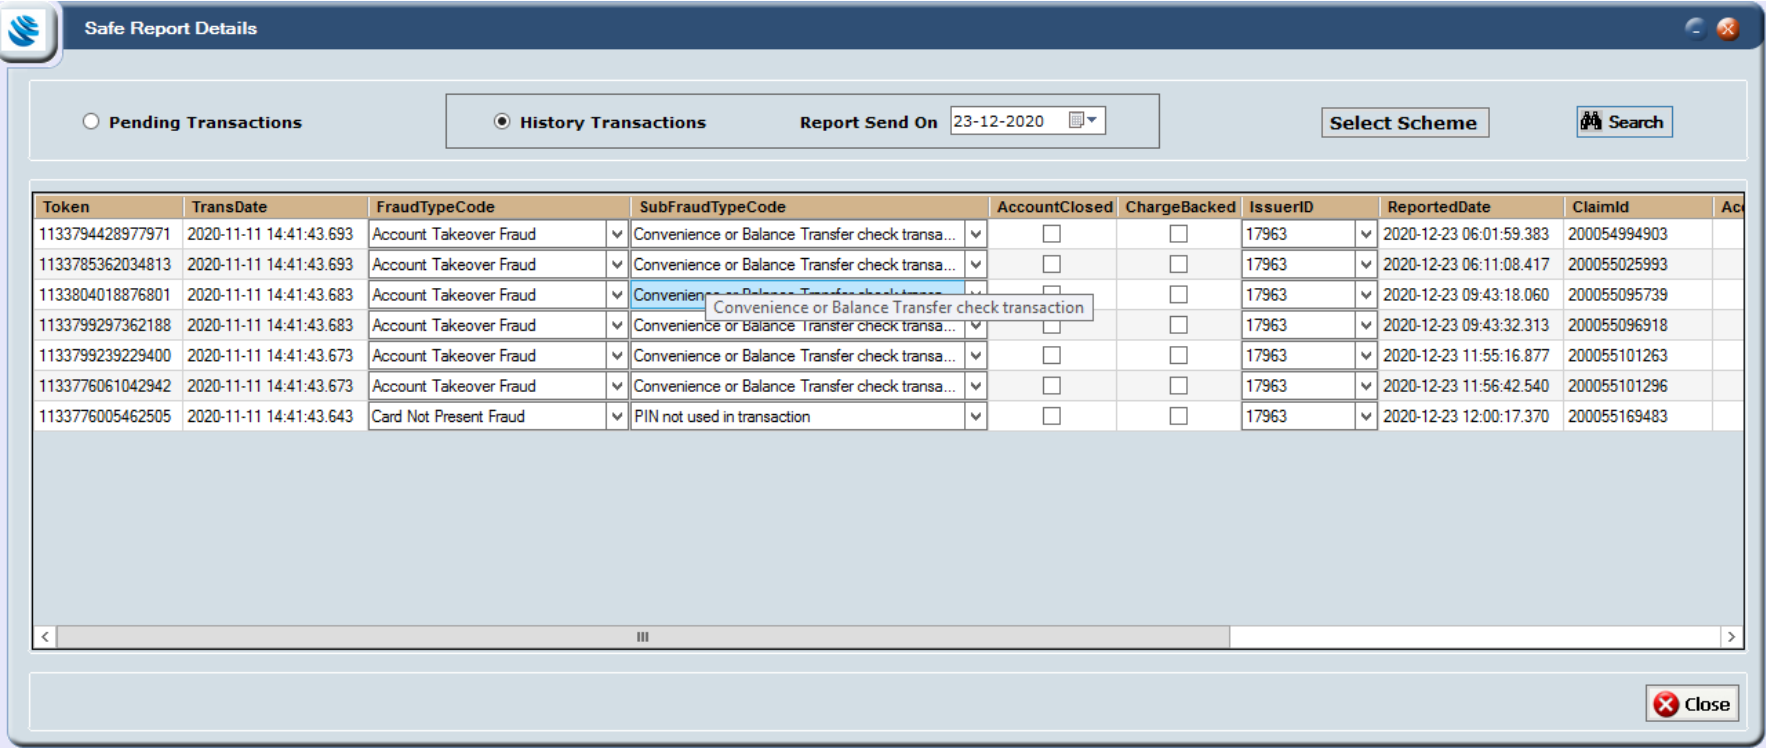 Safe Report Details
Pending Transactions History Transactions Report Send On 23-12-2020 Select Scheme Search
Token TransDate FraudTypeCode SubFraudTypeCode AccountClosed ChargeBacked IssuerID ReportedDate ClaimId
1133794428977971 2020-11-11 14:41:43.693 Account Takeover Fraud Convenience or Balance Transfer check transa... 17963 2020-12-23 06:01:59.383 200054994903
1133785362034813 2020-11-11 14:41:43.693 Account Takeover Fraud Convenience or Balance Transfer check transa... 17963 2020-12-23 06:11:08.417 200055025993
1133804018876801 2020-11-11 14:41:43.683 Account Takeover Fraud 17963 2020-12-23 09:43:18.060 200055095739
Convenience or Balance Transfer check transaction
1133799297362188 2020-11-11 14:41:43.683 Account Takeover Fraud Convenience or Balance Transfer check transa... 17963 2020-12-23 09:43:32.313 200055096918
1133799239229400 2020-11-11 14:41:43.673 Account Takeover Fraud Convenience or Balance Transfer check transa... 17963 2020-12-23 11:55:16.877 200055101263
1133776061042942 2020-11-11 14:41:43.673 Account Takeover Fraud Convenience or Balance Transfer check transa... 17963 2020-12-23 11:56:42.540 200055101296
1133776005462505 2020-11-11 14:41:43.643 Card Not Present Fraud PIN not used in transaction 17963 2020-12-23 12:00:17.370 200055169483
Close